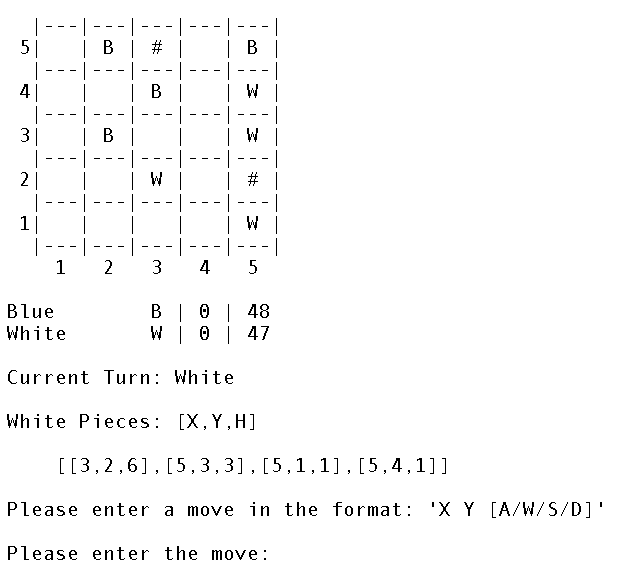 |---|---|---|---|---|
5|   | B | # |   | B |
|---|---|---|---|---|
4|   |   | B |   | W |
|---|---|---|---|---|
3|   | B |   |   | W |
|---|---|---|---|---|
2|   |   | W |   | # |
|---|---|---|---|---|
1|   |   |   |   | W |
|---|---|---|---|---|
1   2   3   4   5
Blue        B | 0 | 48
White       W | 0 | 47
Current Turn: White
White Pieces: [X,Y,H]
[[3,2,6],[5,3,3],[5,1,1],[5,4,1]]
Please enter a move in the format: 'X Y [A/W/S/D]'
Please enter the move: